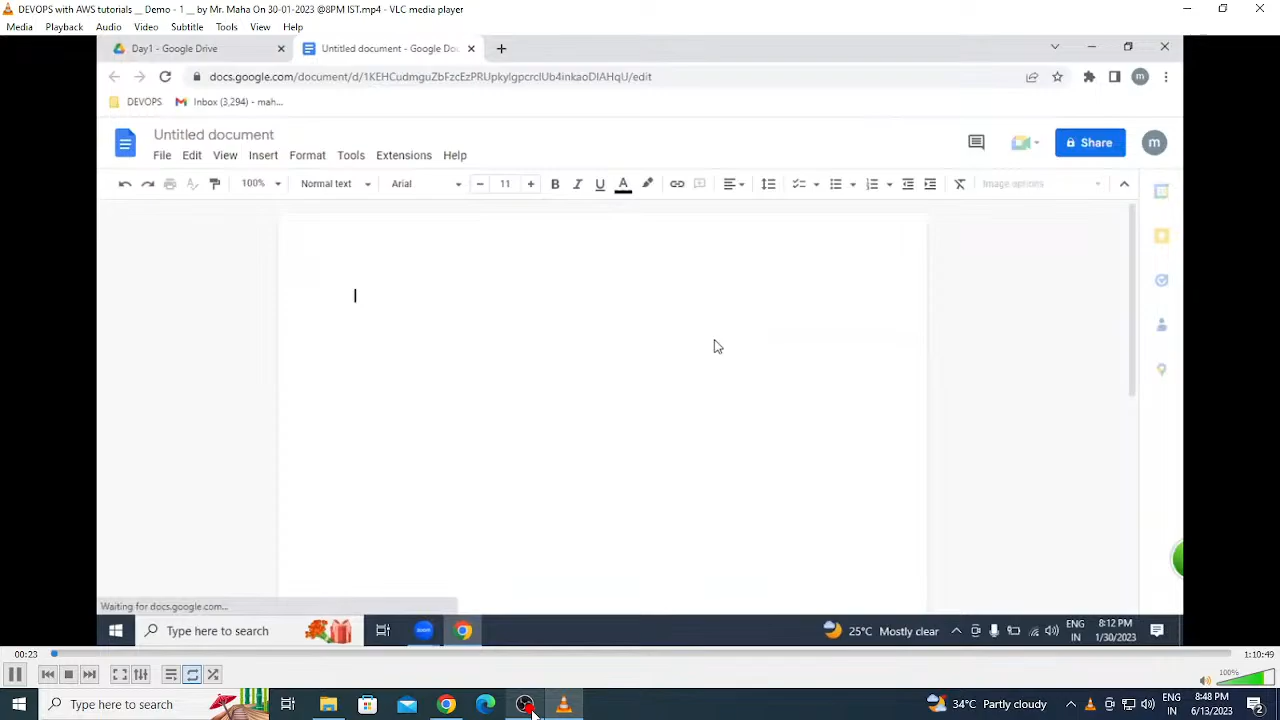 DEVOPS with AWS tutorials __ Demo - 1 __ by Mr. Maha On 30-01-2023 @8PM IST.mp4 - VLC media player
Media Playback Audio Video Subtitle Tools View Help
Day1 - Google Drive
Untitled document - Google Doc
docs.google.com/document/d/1KEHCudmguZbFzcEzPRUpkylgpcrclUb4inkaoDIAHqU/edit
m
DEVOPS
Inbox (3,294) - mah...
Untitled document
Share
m
File Edit View Insert Format Tools Extensions Help
100% Normal text Arial 11 B I U A Image options
Waiting for docs.google.com...
Type here to search
zoom
25°C Mostly clear
ENG
IN
8:12 PM
1/30/2023
00:23
1:10:49
100%
Type here to search
34°C Partly cloudy
ENG
IN
8:48 PM
6/13/2023
2